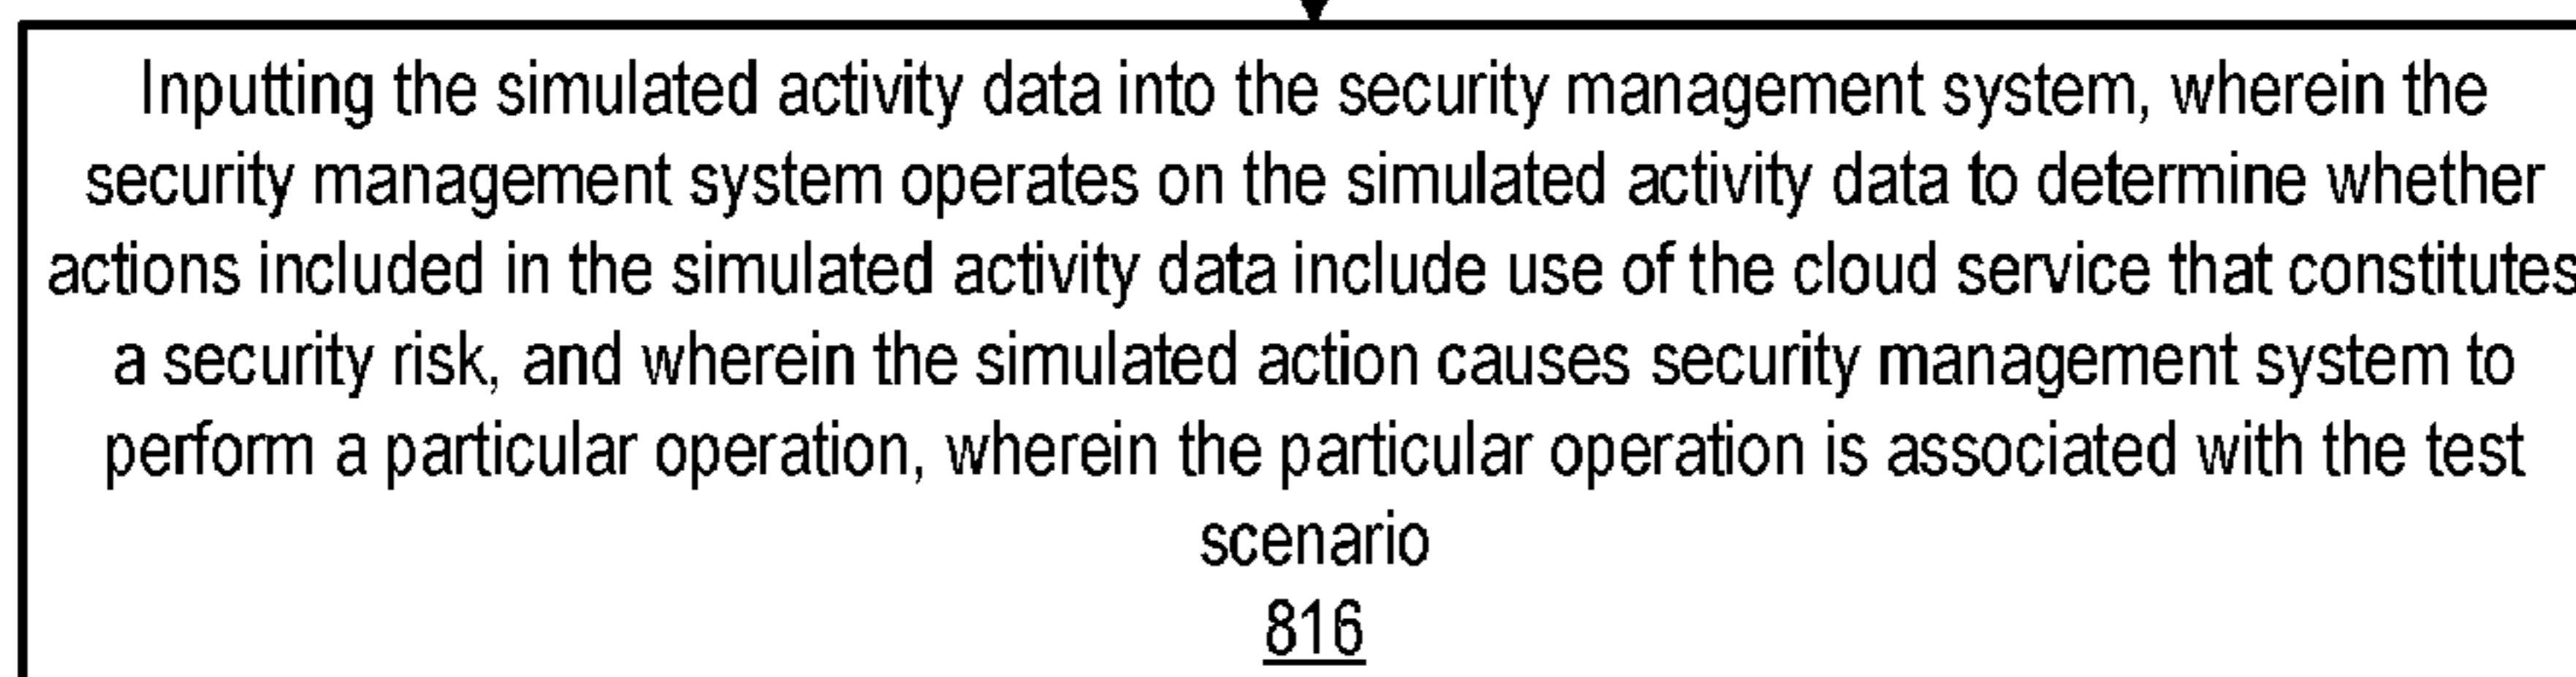 Inputting the simulated activity data into the security management system, wherein the
security management system operates on the simulated activity data to determine whether
actions included in the simulated activity data include use of the cloud service that constitutes
a security risk, and wherein the simulated action causes security management system to
perform a particular operation, wherein the particular operation is associated with the test
scenario
816